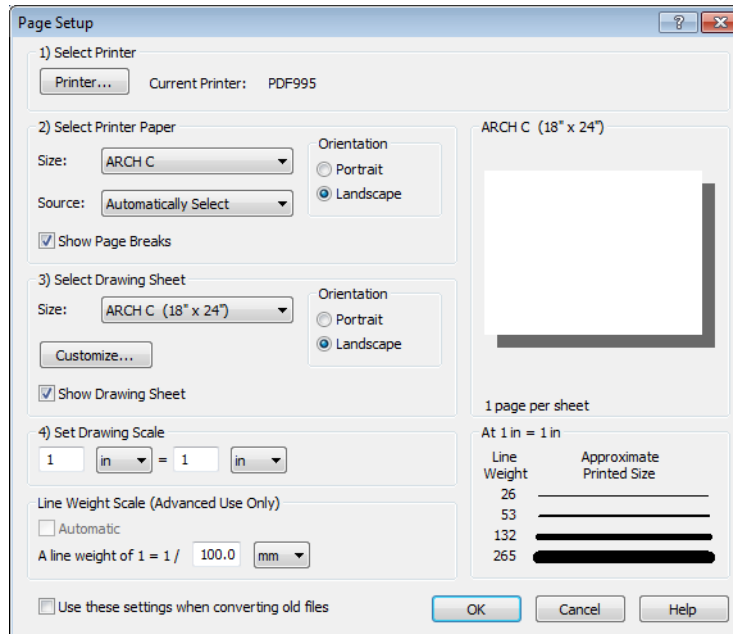 Page Setup
1) Select Printer
Printer... Current Printer: PDF995
2) Select Printer Paper
Size: ARCH C
Source: Automatically Select
Orientation
Portrait
Landscape
Show Page Breaks
3) Select Drawing Sheet
Size: ARCH C (18" x 24")
Orientation
Portrait
Landscape
Customize...
Show Drawing Sheet
ARCH C (18" x 24")
1 page per sheet
4) Set Drawing Scale
1 in = 1 in
Line Weight Scale (Advanced Use Only)
Automatic
A line weight of 1 = 1 / 100.0 mm
At 1 in = 1 in
Line Weight Approximate Printed Size
26
53
132
265
Use these settings when converting old files
OK Cancel Help